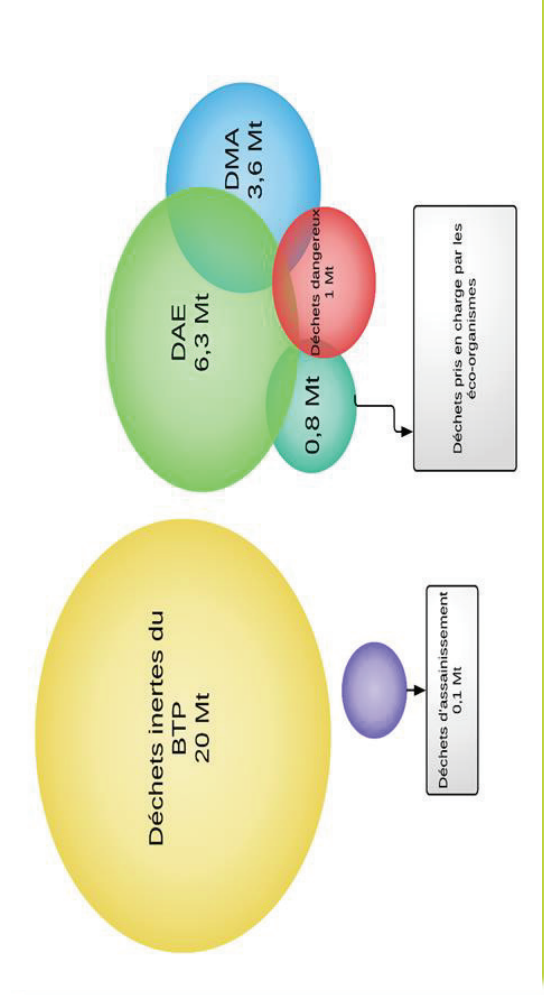 Déchets inertes du
BTP
20 Mt
DAE
6,3 Mt
DMA
3,6 Mt
Déchets dangereux
1 Mt
0,8 Mt
Déchets d'assainissement
0,1 Mt
Déchets pris en charge par les
éco-organismes